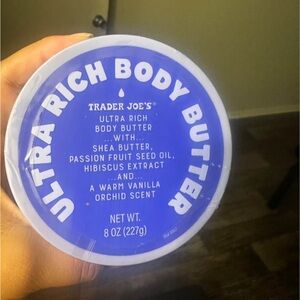 ULTRA RICH BODY BUTTER
TRADER JOE'S®
ULTRA RICH
BODY BUTTER
...WITH...
SHEA BUTTER,
PASSION FRUIT SEED OIL,
HIBISCUS EXTRACT
...AND...
A WARM VANILLA
ORCHID SCENT
NET WT.
8 OZ (227g)